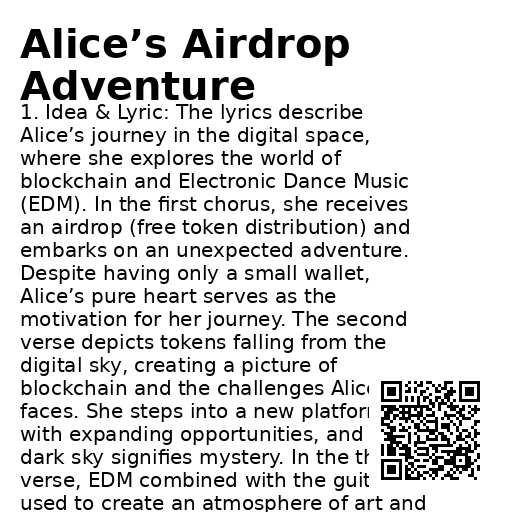 Alice’s Airdrop
Adventure
1. Idea & Lyric: The lyrics describe
Alice’s journey in the digital space,
where she explores the world of
blockchain and Electronic Dance Music
(EDM). In the first chorus, she receives
an airdrop (free token distribution) and
embarks on an unexpected adventure.
Despite having only a small wallet,
Alice’s pure heart serves as the
motivation for her journey. The second
verse depicts tokens falling from the
digital sky, creating a picture of
blockchain and the challenges Alice
faces. She steps into a new platform
with expanding opportunities, and
dark sky signifies mystery. In the
verse, EDM combined with the
used to create an atmosphere of art and